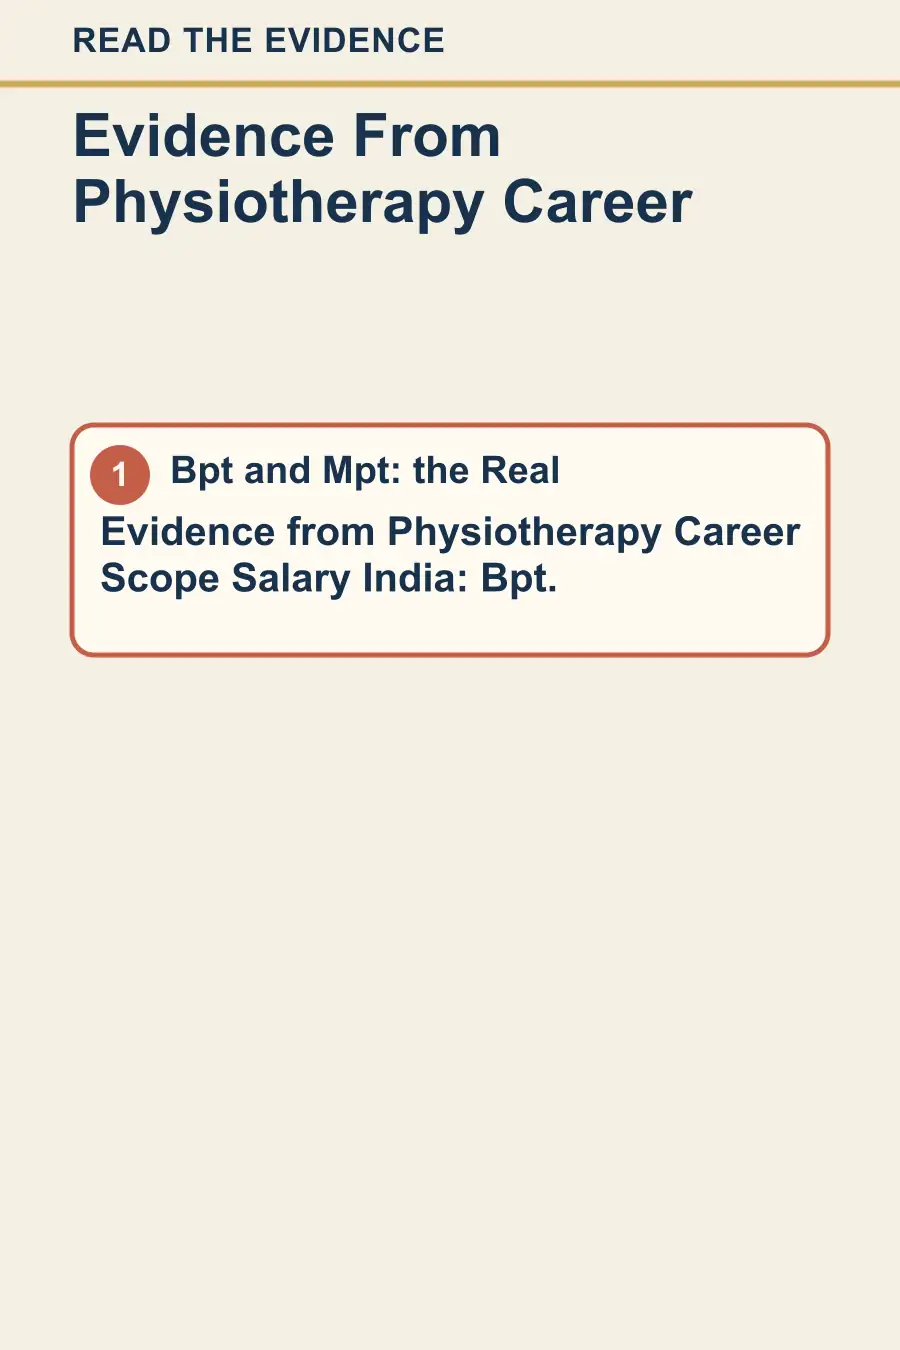 READ THE EVIDENCE
Evidence From
Physiotherapy Career
1 Bpt and Mpt: the Real
Evidence from Physiotherapy Career
Scope Salary India: Bpt.